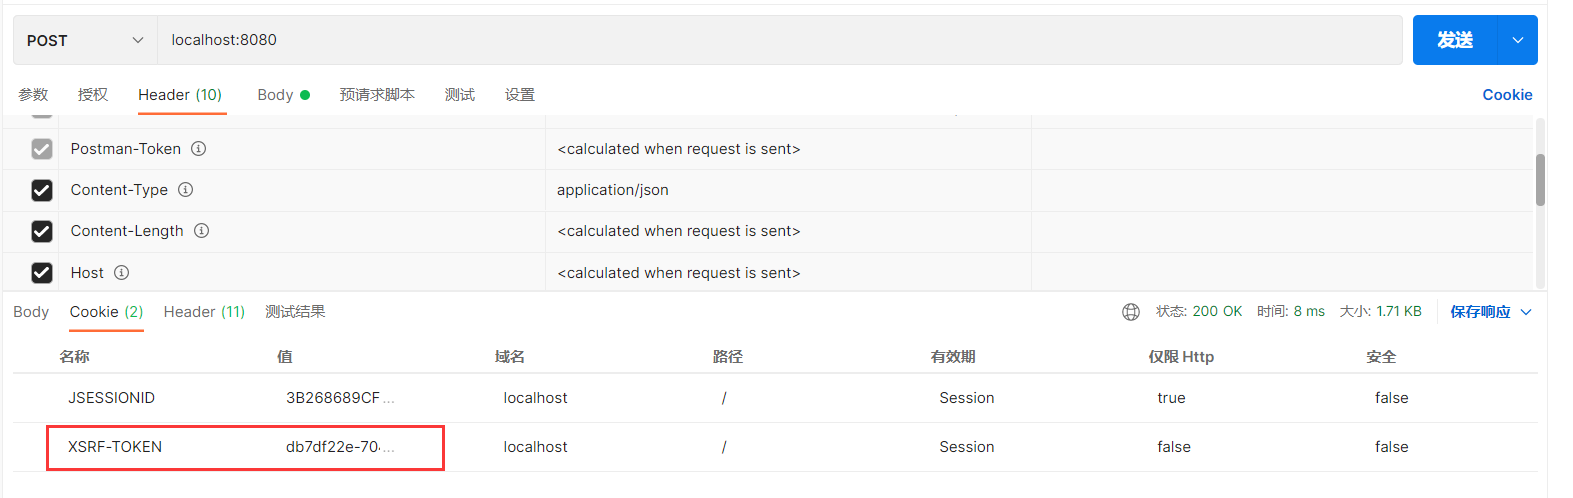 POST localhost:8080 发送
参数 授权 Header (10) Body 预请求脚本 测试 设置 Cookie
Postman-Token <calculated when request is sent>
Content-Type application/json
Content-Length <calculated when request is sent>
Host <calculated when request is sent>
Body Cookie (2) Header (11) 测试结果 状态: 200 OK 时间: 8 ms 大小: 1.71 KB 保存响应
名称 值 域名 路径 有效期 仅限 Http 安全
JSESSIONID 3B268689CF... localhost / Session true false
XSRF-TOKEN db7df22e-70... localhost / Session false false